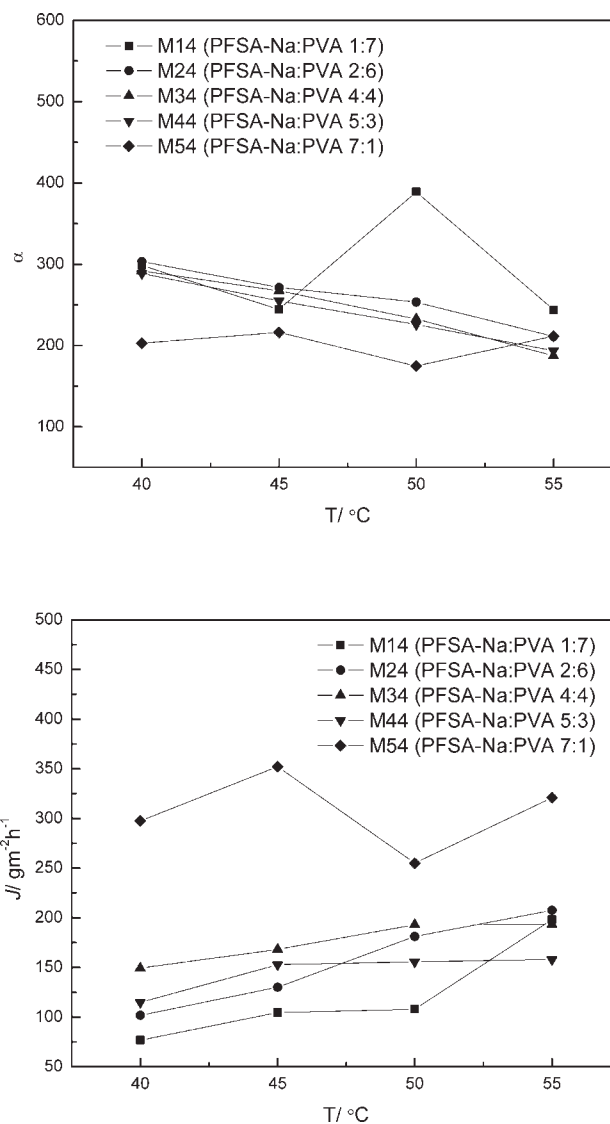 600
500
400
300
200
100
α
M14 (PFSA-Na:PVA 1:7)
M24 (PFSA-Na:PVA 2:6)
M34 (PFSA-Na:PVA 4:4)
M44 (PFSA-Na:PVA 5:3)
M54 (PFSA-Na:PVA 7:1)
40 45 50 55
T/ °C
500
450
400
350
300
250
200
150
100
50
J/ gm⁻²h⁻¹
M14 (PFSA-Na:PVA 1:7)
M24 (PFSA-Na:PVA 2:6)
M34 (PFSA-Na:PVA 4:4)
M44 (PFSA-Na:PVA 5:3)
M54 (PFSA-Na:PVA 7:1)
40 45 50 55
T/ °C